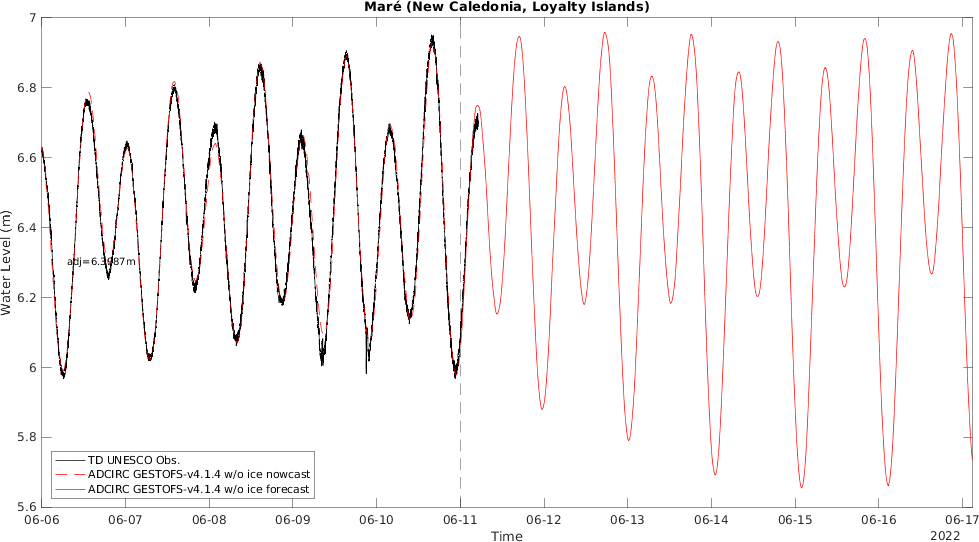 Maré (New Caledonia, Loyalty Islands)
7
6.8
6.6
6.4
6.2
6
5.8
5.6
Water Level (m)
adj=6.3987m
TD UNESCO Obs.
ADCIRC GESTOFS-v4.1.4 w/o ice nowcast
ADCIRC GESTOFS-v4.1.4 w/o ice forecast
06-06 06-07 06-08 06-09 06-10 06-11 06-12 06-13 06-14 06-15 06-16 06-17
Time
2022